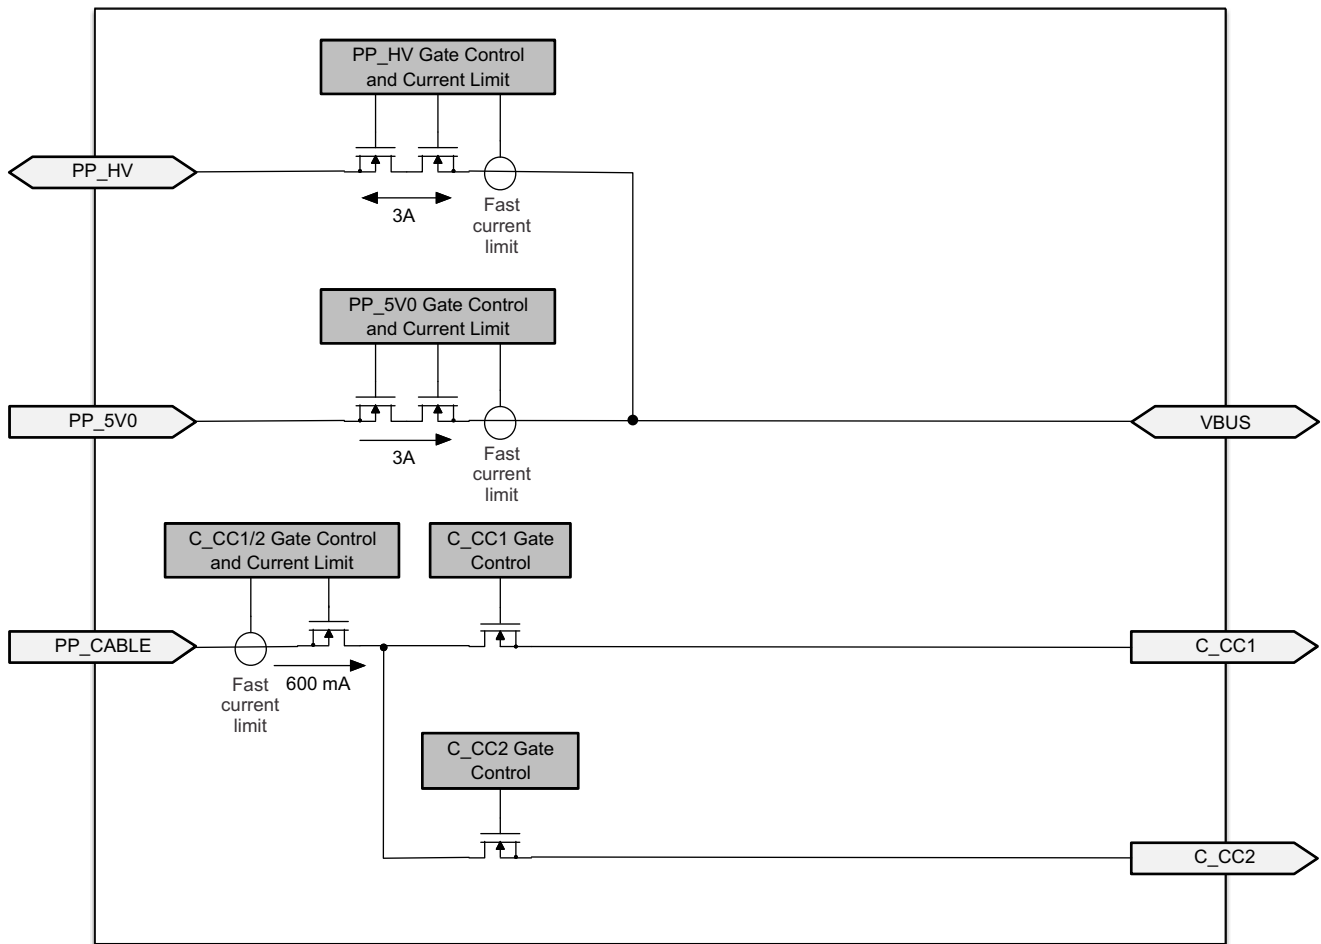 PP_HV Gate Control
and Current Limit
PP_HV
3A
Fast
current
limit
PP_5V0 Gate Control
and Current Limit
PP_5V0
3A
Fast
current
limit
VBUS
C_CC1/2 Gate Control
and Current Limit
C_CC1 Gate
Control
PP_CABLE
Fast
current
limit
600 mA
C_CC1
C_CC2 Gate
Control
C_CC2